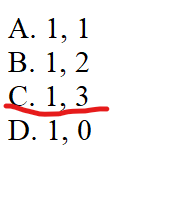 A. 1, 1
B. 1, 2
C. 1, 3
D. 1, 0